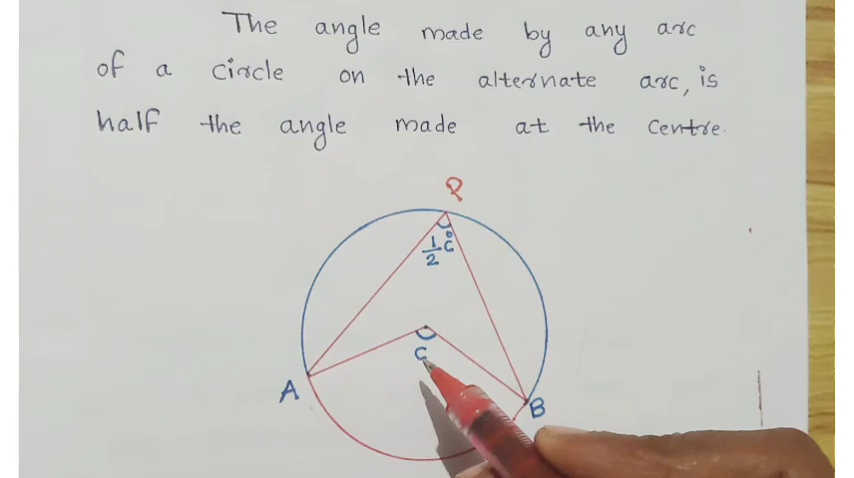 The angle made by any arc
of a circle on the alternate arc, is
half the angle made at the centre.
P
1/2 c°
c
A
B